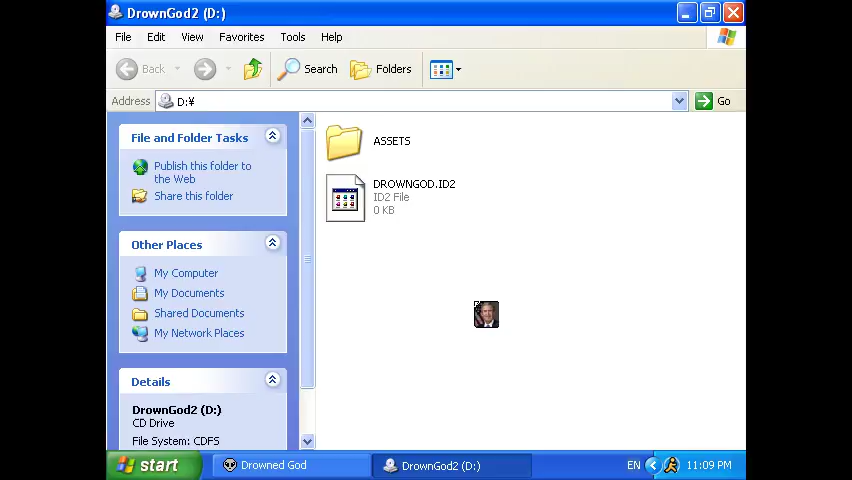 DrownGod2 (D:)
File Edit View Favorites Tools Help
Back Search Folders
Address D:¥ Go
File and Folder Tasks
Publish this folder to
the Web
Share this folder
Other Places
My Computer
My Documents
Shared Documents
My Network Places
Details
DrownGod2 (D:)
CD Drive
File System: CDFS
ASSETS
DROWNGOD.ID2
ID2 File
0 KB
start Drowned God DrownGod2 (D:) EN 11:09 PM